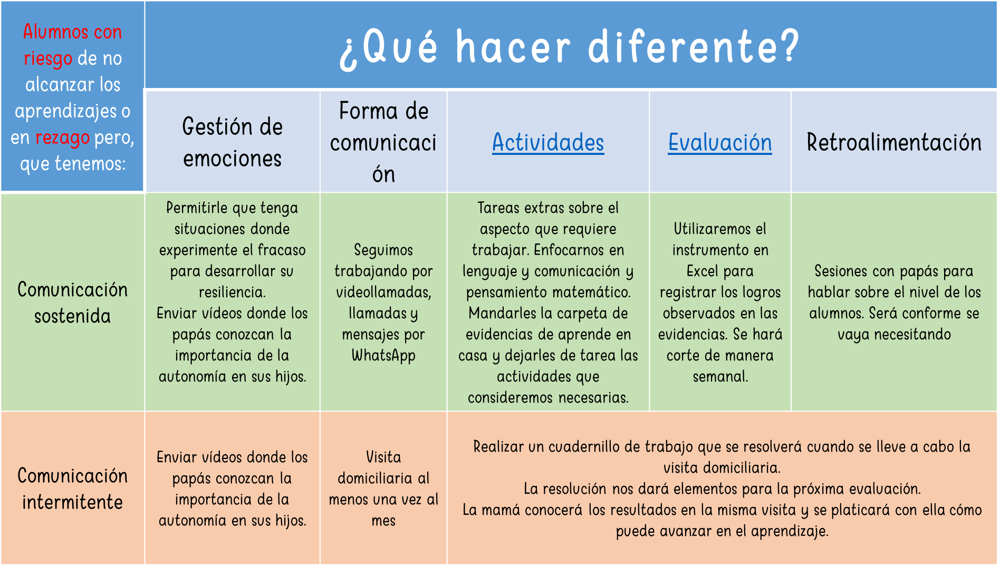 Alumnos con
riesgo de no
alcanzar los
aprendizajes o
en rezago pero,
que tenemos:
¿Qué hacer diferente?
Gestión de
emociones
Forma de
comunicaci
ón
Actividades
Evaluación
Retroalimentación
Comunicación
sostenida
Permitirle que tenga
situaciones donde
experimente el fracaso
para desarrollar su
resiliencia.
Enviar vídeos donde los
papás conozcan la
importancia de la
autonomía en sus hijos.
Seguimos
trabajando por
videollamadas,
llamadas y
mensajes por
WhatsApp
Tareas extras sobre el
aspecto que requiere
trabajar. Enfocarnos en
lenguaje y comunicación y
pensamiento matemático.
Mandarles la carpeta de
evidencias de aprende en
casa y dejarles de tarea las
actividades que
consideremos necesarias.
Utilizaremos el
instrumento en
Excel para
registrar los logros
observados en las
evidencias. Se hará
corte de manera
semanal.
Sesiones con papás para
hablar sobre el nivel de los
alumnos. Será conforme se
vaya necesitando
Comunicación
intermitente
Enviar vídeos donde los
papás conozcan la
importancia de la
autonomía en sus hijos.
Visita
domiciliaria al
menos una vez al
mes
Realizar un cuadernillo de trabajo que se resolverá cuando se lleve a cabo la
visita domiciliaria.
La resolución nos dará elementos para la próxima evaluación.
La mamá conocerá los resultados en la misma visita y se platicará con ella cómo
puede avanzar en el aprendizaje.